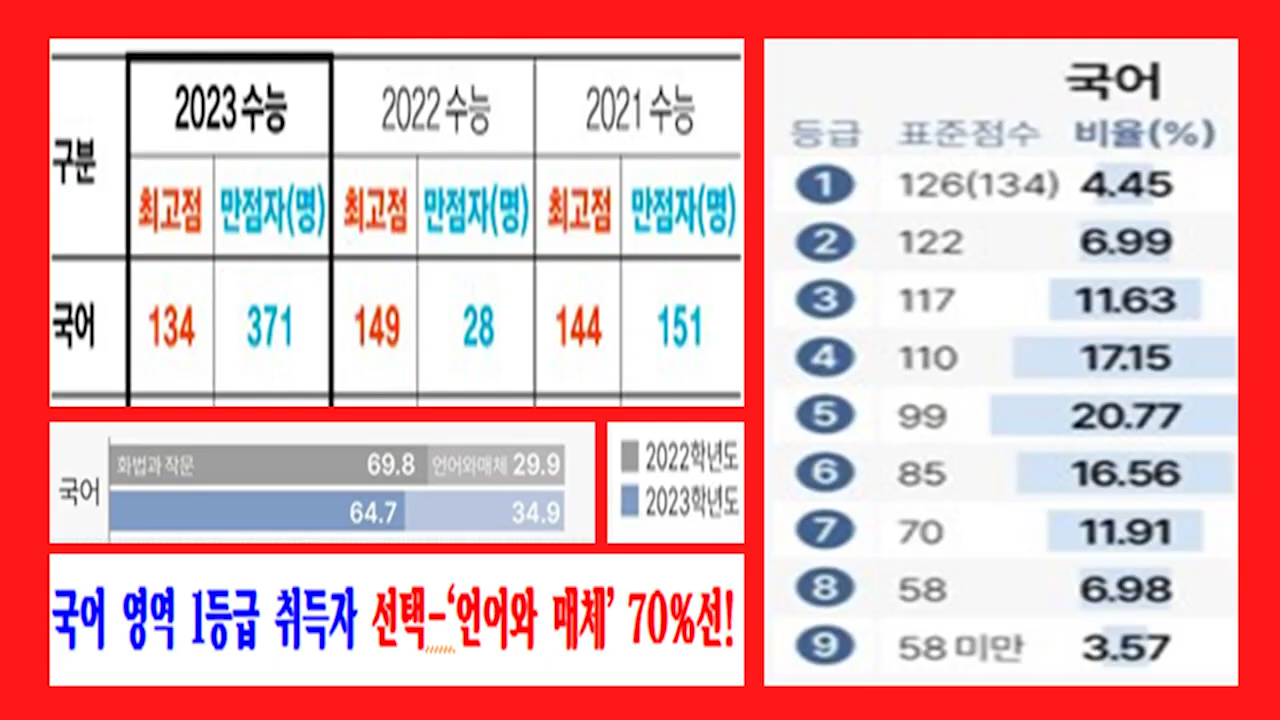 구분 2023 수능 2022 수능 2021 수능
최고점 만점자(명) 최고점 만점자(명) 최고점 만점자(명)
국어 134 371 149 28 144 151
국어 화법과 작문 69.8 언어와 매체 29.9
64.7 34.9
2022학년도
2023학년도
국어 영역 1등급 취득자 선택-‘언어와 매체’ 70%선!
국어
등급 표준점수 비율(%)
1 126(134) 4.45
2 122 6.99
3 117 11.63
4 110 17.15
5 99 20.77
6 85 16.56
7 70 11.91
8 58 6.98
9 58 미만 3.57